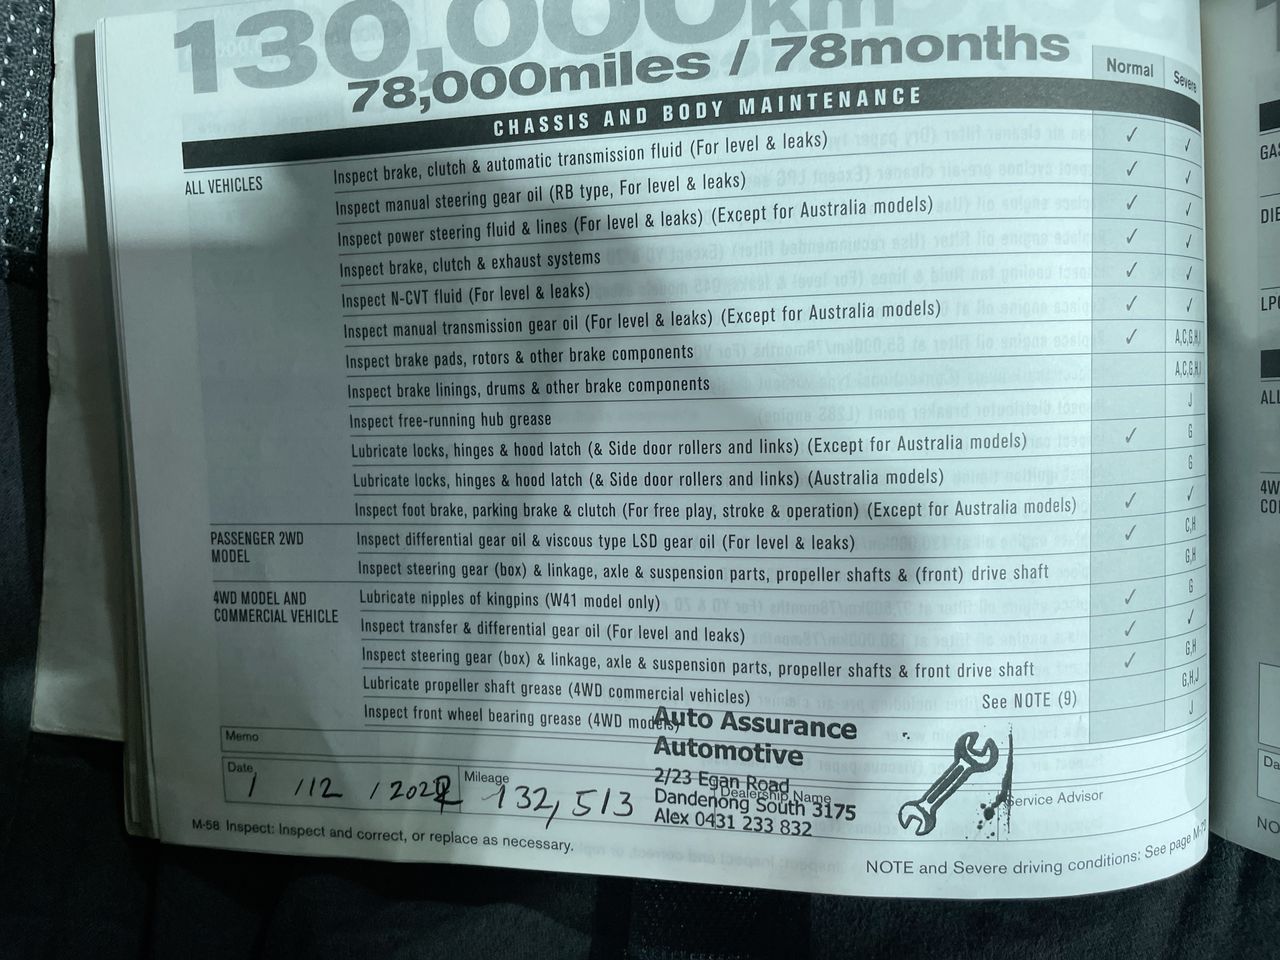 130,000km
78,000miles / 78months
Normal Severe
CHASSIS AND BODY MAINTENANCE
ALL VEHICLES
Inspect brake, clutch & automatic transmission fluid (For level & leaks) ✓ ✓
Inspect manual steering gear oil (RB type, For level & leaks) ✓ ✓
Inspect power steering fluid & lines (For level & leaks) (Except for Australia models) ✓ ✓
Inspect brake, clutch & exhaust systems ✓ ✓
Inspect N-CVT fluid (For level & leaks) ✓ ✓
Inspect manual transmission gear oil (For level & leaks) (Except for Australia models) ✓ ✓
Inspect brake pads, rotors & other brake components ✓ A,C,G,H,I
Inspect brake linings, drums & other brake components A,C,G,H,I
Inspect free-running hub grease J
Lubricate locks, hinges & hood latch (& Side door rollers and links) (Except for Australia models) ✓ G
Lubricate locks, hinges & hood latch (& Side door rollers and links) (Australia models) G
Inspect foot brake, parking brake & clutch (For free play, stroke & operation) (Except for Australia models) ✓ ✓
PASSENGER 2WD
MODEL
Inspect differential gear oil & viscous type LSD gear oil (For level & leaks) ✓ C,H
Inspect steering gear (box) & linkage, axle & suspension parts, propeller shafts & (front) drive shaft G,H
4WD MODEL AND
COMMERCIAL VEHICLE
Lubricate nipples of kingpins (W41 model only) ✓ G
Inspect transfer & differential gear oil (For level and leaks) ✓ ✓
Inspect steering gear (box) & linkage, axle & suspension parts, propeller shafts & front drive shaft ✓ G,H
Lubricate propeller shaft grease (4WD commercial vehicles) See NOTE (9) G,H,J
Inspect front wheel bearing grease (4WD models) J
Memo
Auto Assurance
Automotive
2/23 Egan Road
Dandenong South 3175
Alex 0431 233 832
Date 1 /12 /2022
Mileage 132,513
Dealership Name
Service Advisor
M-58 Inspect: Inspect and correct, or replace as necessary.
NOTE and Severe driving conditions: See page
DIE
4W
Da
NO